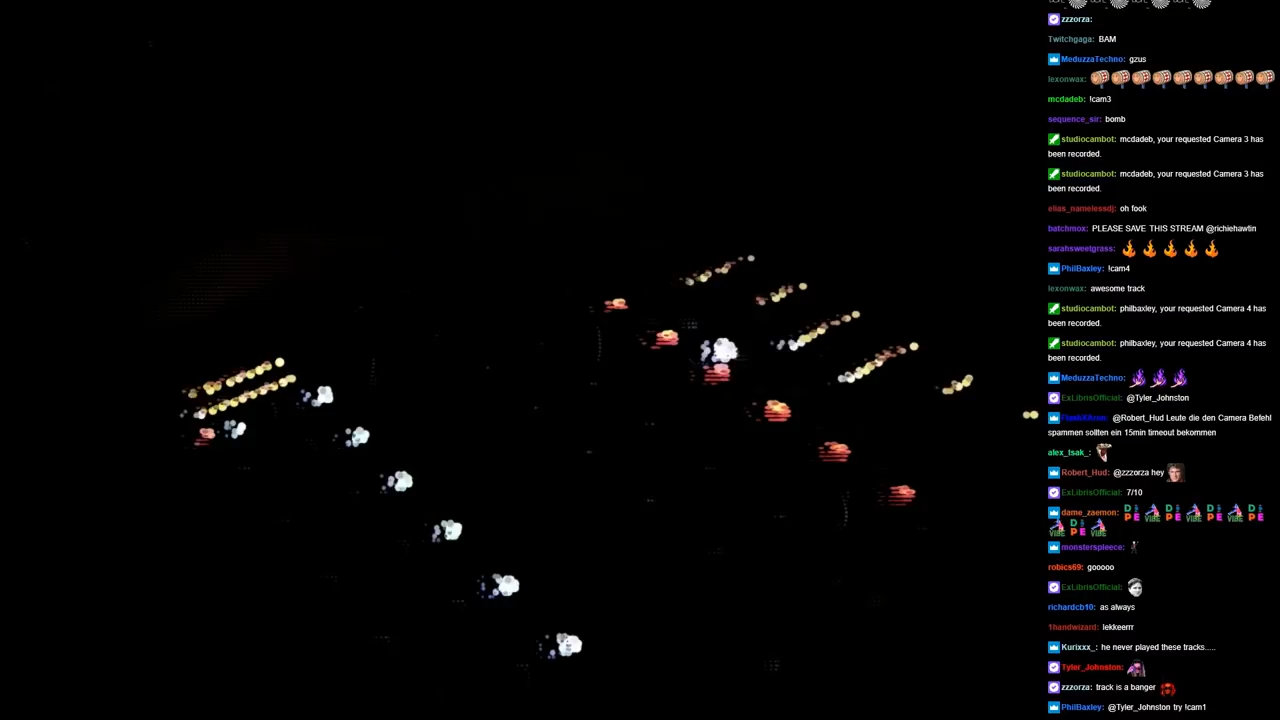 zzzorza:
Twitchgaga: BAM
MeduzzaTechno: gzus
lexonwax:
mcdadeb: !cam3
sequence_sir: bomb
studiocambot: mcdadeb, your requested Camera 3 has
been recorded.
studiocambot: mcdadeb, your requested Camera 3 has
been recorded.
elias_namelessdj: oh fook
batchmox: PLEASE SAVE THIS STREAM @richiehawtin
sarahsweetgrass:
PhilBaxley: !cam4
lexonwax: awesome track
studiocambot: philbaxley, your requested Camera 4 has
been recorded.
studiocambot: philbaxley, your requested Camera 4 has
been recorded.
MeduzzaTechno:
ExLibrisOfficial: @Tyler_Johnston
@Robert_Hud Leute die den Camera Befehl
spammen sollten ein 15min timeout bekommen
alex_tsak_:
Robert_Hud: @zzzorza hey
ExLibrisOfficial: 7/10
dame_zaemon:
monsterspleece:
robics69: gooooo
ExLibrisOfficial:
richardcb10: as always
1handwizard: lekkeerrr
Kurixxx_: he never played these tracks.....
Tyler_Johnston:
zzzorza: track is a banger
PhilBaxley: @Tyler_Johnston try !cam1